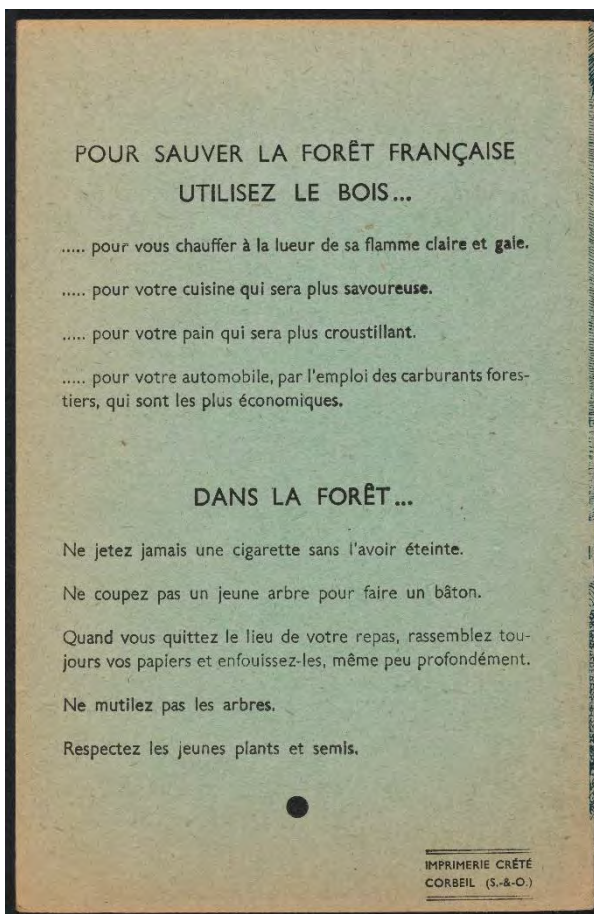 POUR SAUVER LA FORÊT FRANÇAISE
UTILISEZ LE BOIS...
..... pour vous chauffer à la lueur de sa flamme claire et gaie.
..... pour votre cuisine qui sera plus savoureuse.
..... pour votre pain qui sera plus croustillant.
..... pour votre automobile, par l'emploi des carburants fores-
tiers, qui sont les plus économiques.
DANS LA FORÊT...
Ne jetez jamais une cigarette sans l'avoir éteinte.
Ne coupez pas un jeune arbre pour faire un bâton.
Quand vous quittez le lieu de votre repas, rassemblez tou-
jours vos papiers et enfouissez-les, même peu profondément.
Ne mutilez pas les arbres.
Respectez les jeunes plants et semis.
IMPRIMERIE CRÉTÉ
CORBEIL (S.-&-O.)